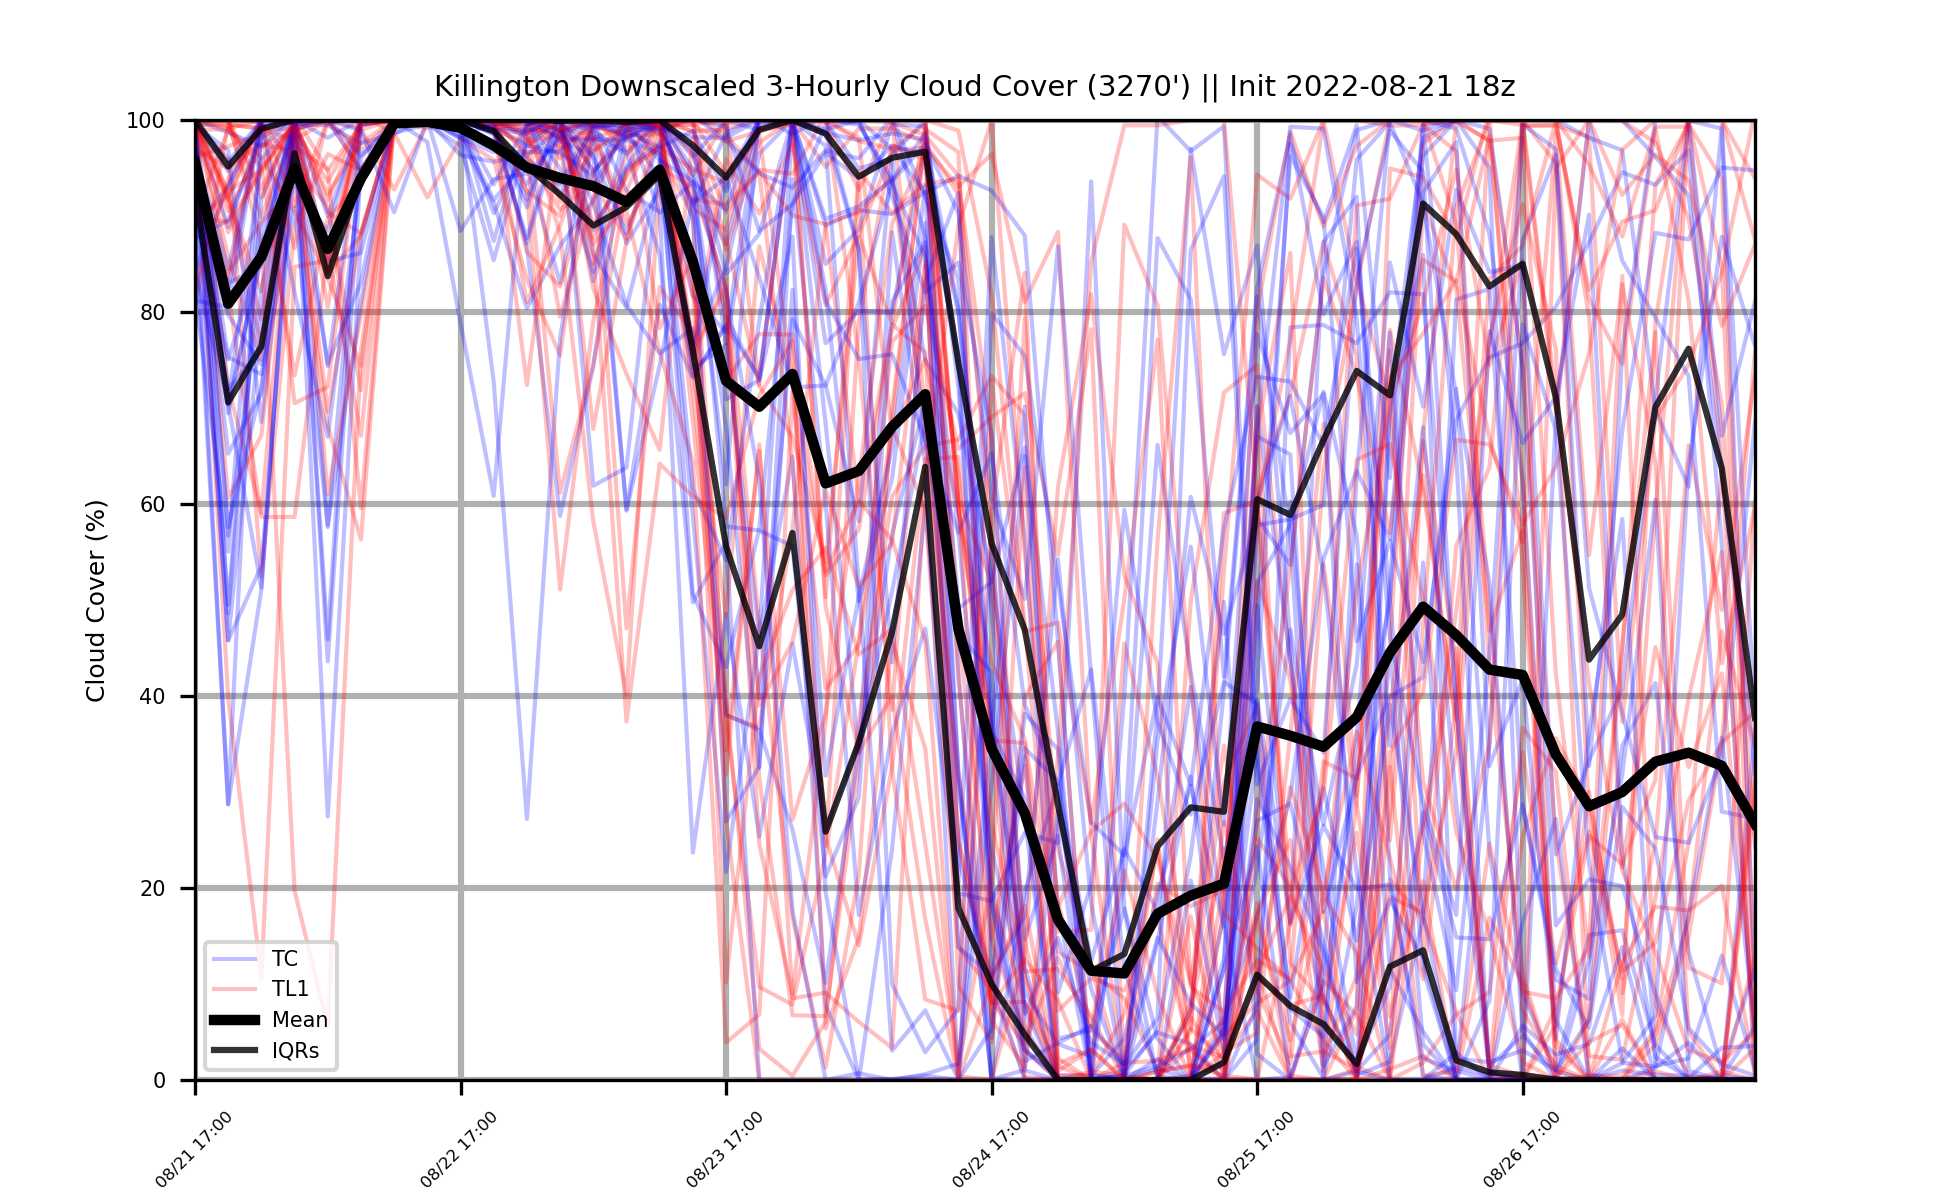 Killington Downscaled 3-Hourly Cloud Cover (3270') || Init 2022-08-21 18z
Cloud Cover (%)
100
80
60
40
20
0
TC
TL1
Mean
IQRs
08/21 17:00
08/22 17:00
08/23 17:00
08/24 17:00
08/25 17:00
08/26 17:00